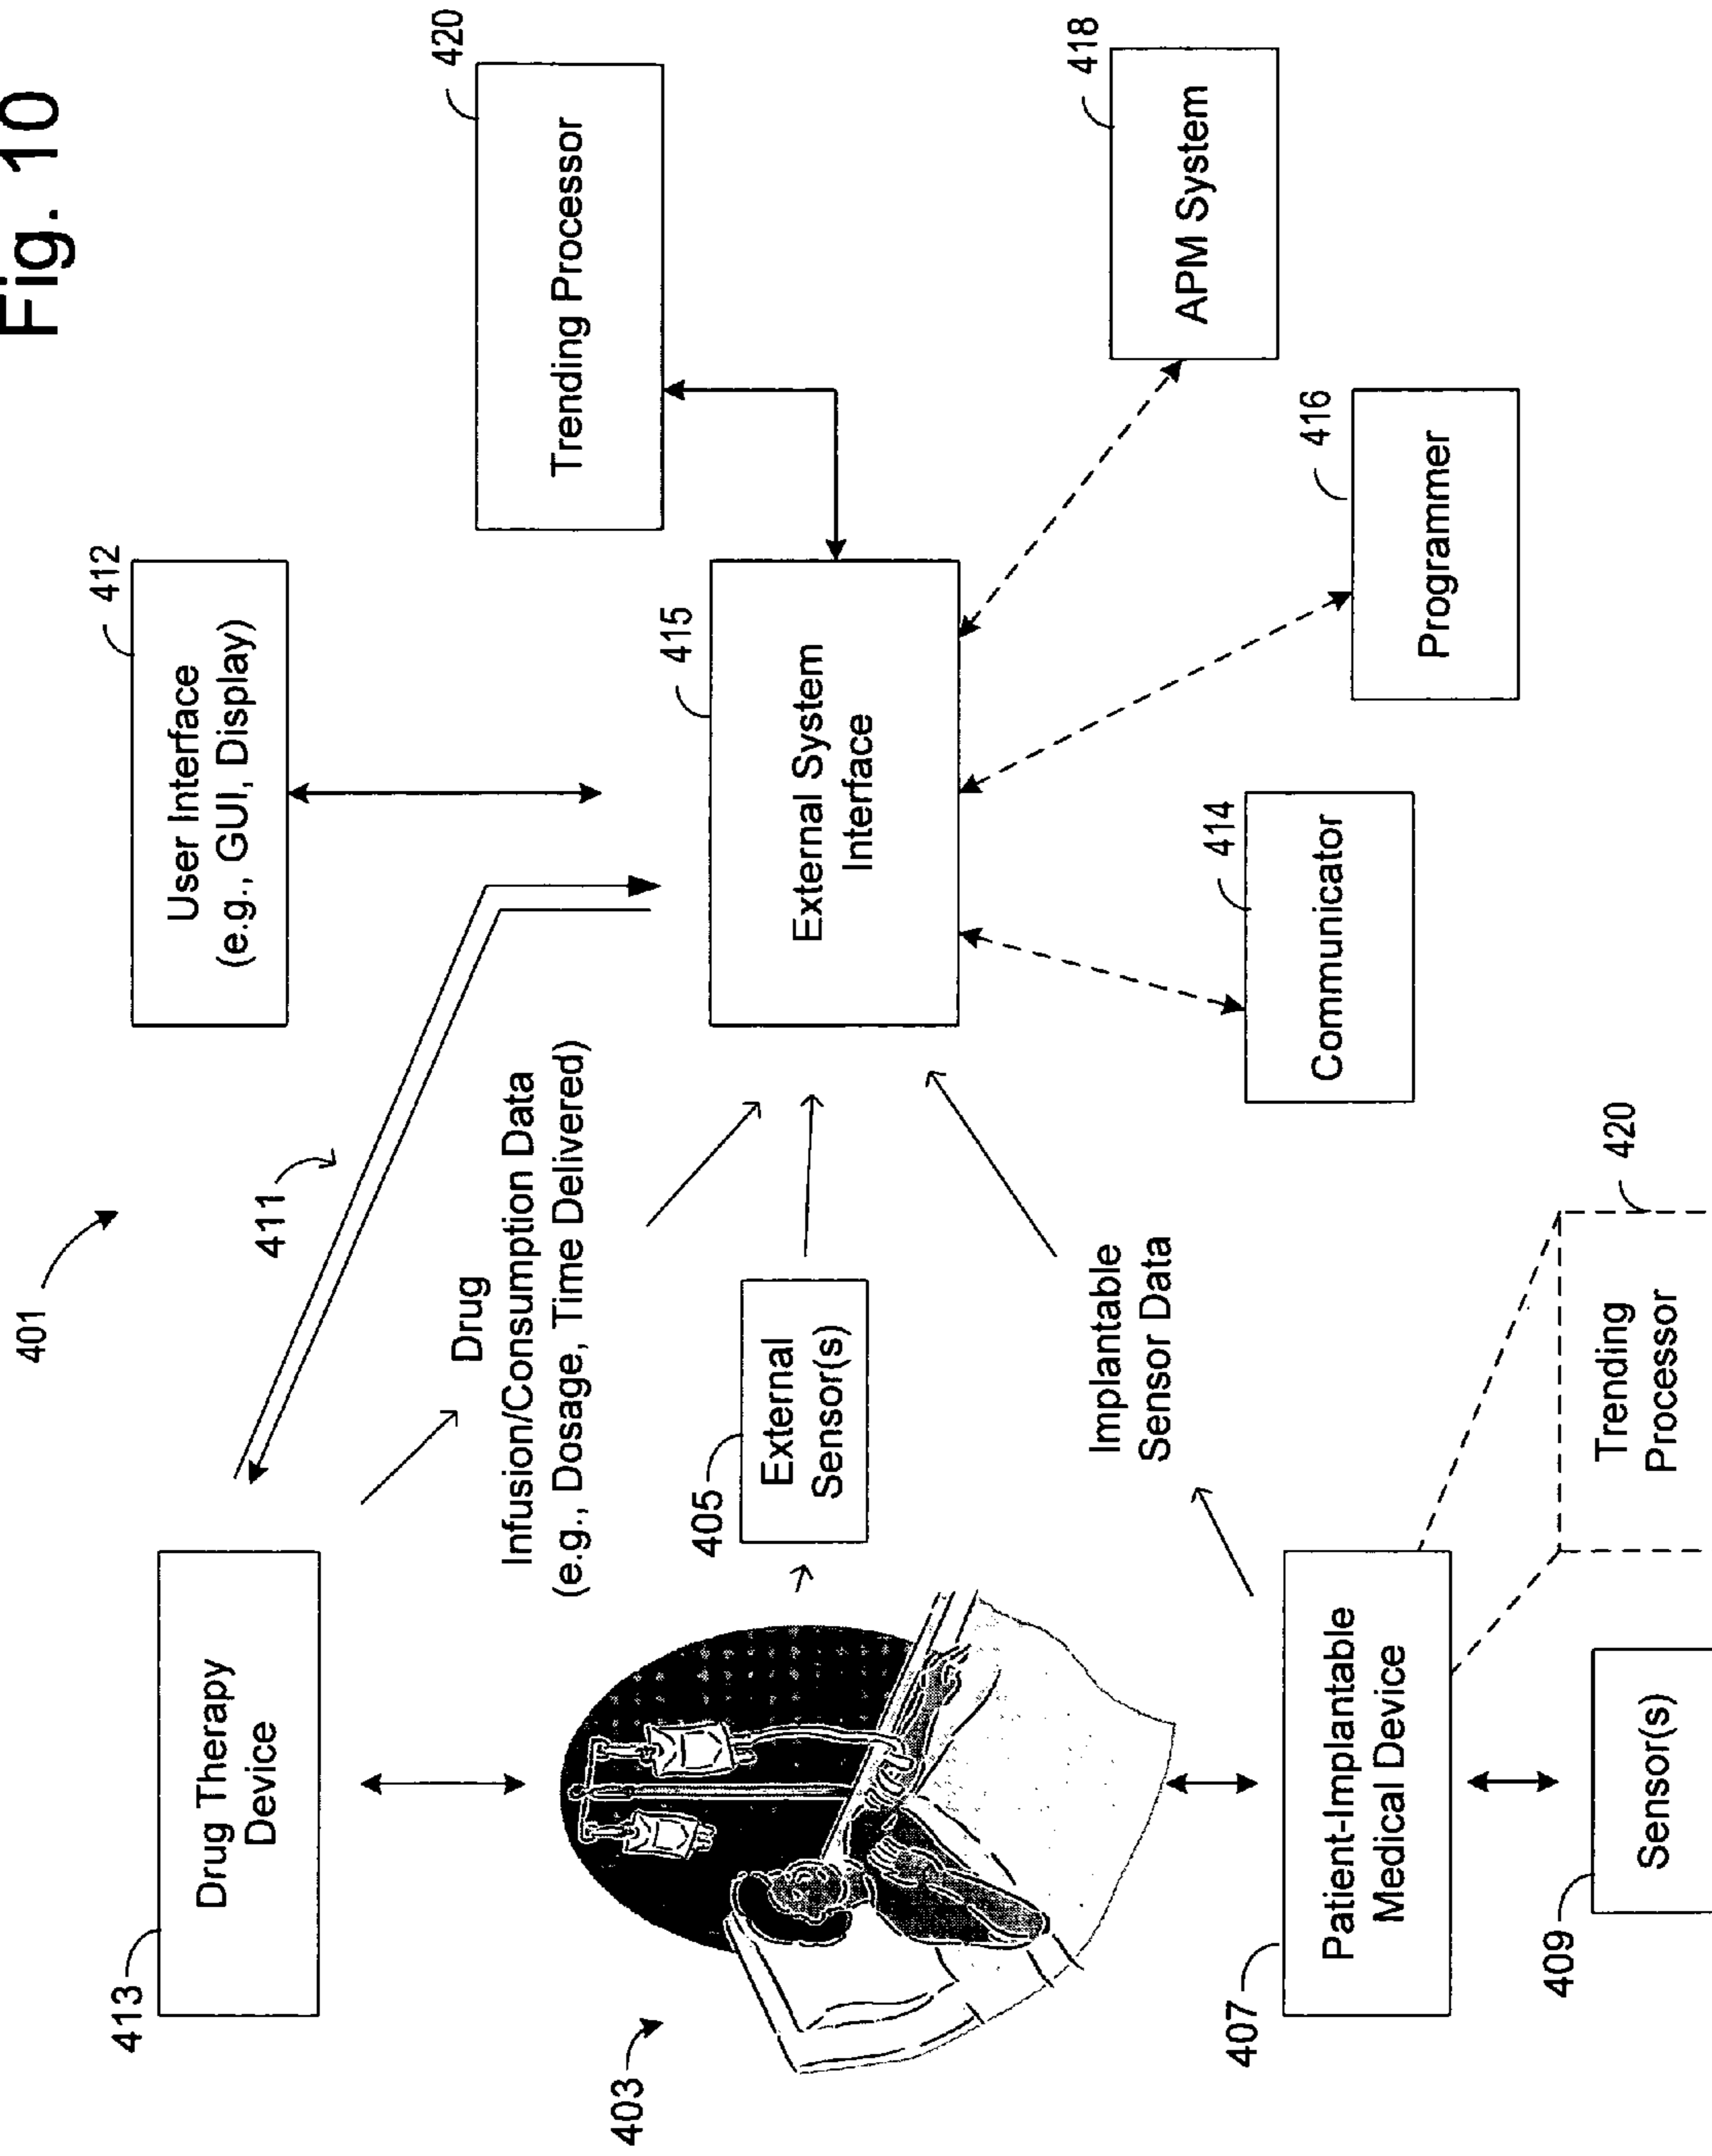 Fig. 10
401
413
Drug Therapy
Device
411
412
User Interface
(e.g., GUI, Display)
420
Trending Processor
Drug
Infusion/Consumption Data
(e.g., Dosage, Time Delivered)
403
405
External
Sensor(s)
415
External System
Interface
Implantable
Sensor Data
407
Patient-Implantable
Medical Device
409
Sensor(s)
420
Trending
Processor
414
Communicator
416
Programmer
418
APM System